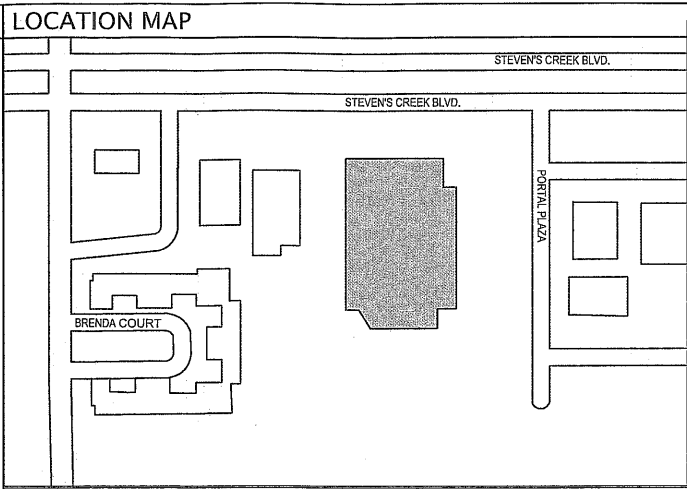 LOCATION MAP
STEVEN'S CREEK BLVD.
STEVEN'S CREEK BLVD.
PORTAL PLAZA
BRENDA COURT